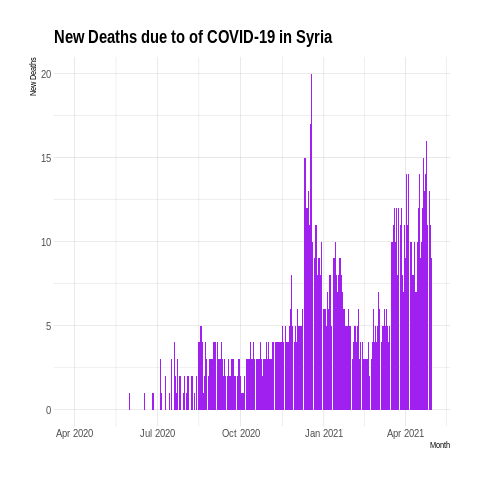 New Deaths due to of COVID-19 in Syria
New Deaths
20
15
10
5
0
Apr 2020 Jul 2020 Oct 2020 Jan 2021 Apr 2021
Month